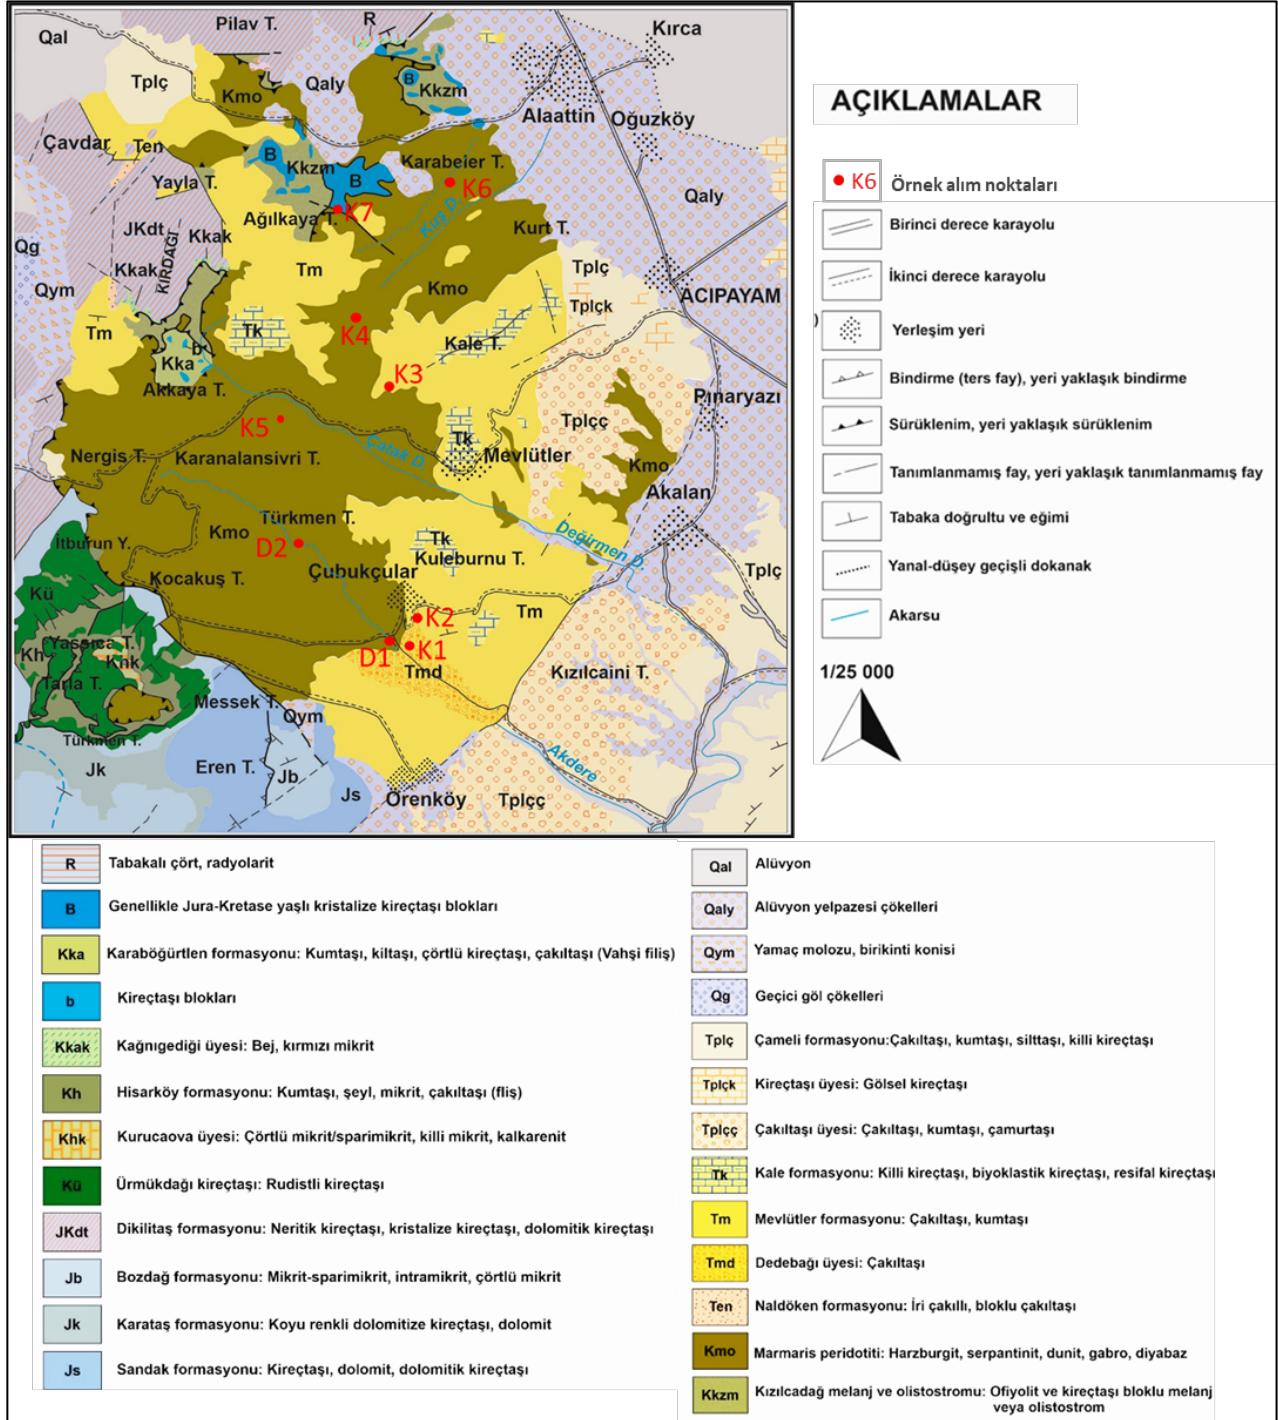 Qal
Pilav T.
R
Kırca
Tplç
Kmo
Qaly
B
Kkzm
Alaattin
Oğuzköy
Çavdar
Ten
B
Kkzm
Karabeier T.
Yayla T.
B
K6
Qaly
K7
Ağılkaya T.
Kuş D.
JKdt
Kkak
Kurt T.
Qg
Kkak
KIRDAĞI
Tm
Tplç
Qym
Kmo
ACIPAYAM
Tplçk
Tm
Tk
K4
Kale T.
b
Kka
K3
Akkaya T.
Pınaryazı
K5
Tplçç
Çatak D.
Tk
Nergis T.
Karanalansivri T.
Mevlütler
Kmo
Akalan
Türkmen T.
Kmo
Tk
Değirmen D.
İtburun Y.
D2
Kuleburnu T.
Çubukçular
Tplç
Kocakuş T.
Kü
K2
Tm
Yassıca T.
D1
K1
Kh
Khk
Tmd
Kızılcaini T.
Tarla T.
Messek T.
Qym
Türkmen T.
Akdere
Jk
Eren T.
Jb
Js
Örenköy
Tplçç
AÇIKLAMALAR
K6 Örnek alım noktaları
Birinci derece karayolu
İkinci derece karayolu
)
Yerleşim yeri
Bindirme (ters fay), yeri yaklaşık bindirme
Sürüklenim, yeri yaklaşık sürüklenim
Tanımlanmamış fay, yeri yaklaşık tanımlanmamış fay
Tabaka doğrultu ve eğimi
Yanal-düşey geçişli dokanak
Akarsu
1/25 000
R Tabakalı çört, radyolarit
B Genellikle Jura-Kretase yaşlı kristalize kireçtaşı blokları
Kka Karaböğürtlen formasyonu: Kumtaşı, kiltaşı, çörtlü kireçtaşı, çakıltaşı (Vahşi filiş)
b Kireçtaşı blokları
Kkak Kağnıgediği üyesi: Bej, kırmızı mikrit
Kh Hisarköy formasyonu: Kumtaşı, şeyl, mikrit, çakıltaşı (fliş)
Khk Kurucaova üyesi: Çörtlü mikrit/sparimikrit, killi mikrit, kalkarenit
Kü Ürmükdağı kireçtaşı: Rudistli kireçtaşı
JKdt Dikilitaş formasyonu: Neritik kireçtaşı, kristalize kireçtaşı, dolomitik kireçtaşı
Jb Bozdağ formasyonu: Mikrit-sparimikrit, intramikrit, çörtlü mikrit
Jk Karataş formasyonu: Koyu renkli dolomitize kireçtaşı, dolomit
Js Sandak formasyonu: Kireçtaşı, dolomit, dolomitik kireçtaşı
Qal Alüvyon
Qaly Alüvyon yelpazesi çökelleri
Qym Yamaç molozu, birikinti konisi
Qg Geçici göl çökelleri
Tplç Çameli formasyonu:Çakıltaşı, kumtaşı, silttaşı, killi kireçtaşı
Tplçk Kireçtaşı üyesi: Gölsel kireçtaşı
Tplçç Çakıltaşı üyesi: Çakıltaşı, kumtaşı, çamurtaşı
Tk Kale formasyonu: Killi kireçtaşı, biyoklastik kireçtaşı, resifal kireçtaşı
Tm Mevlütler formasyonu: Çakıltaşı, kumtaşı
Tmd Dedebağı üyesi: Çakıltaşı
Ten Naldöken formasyonu: İri çakıllı, bloklu çakıltaşı
Kmo Marmaris peridotiti: Harzburgit, serpantinit, dunit, gabro, diyabaz
Kkzm Kızılcadağ melanj ve olistostromu: Ofiyolit ve kireçtaşı bloklu melanj
veya olistostrom